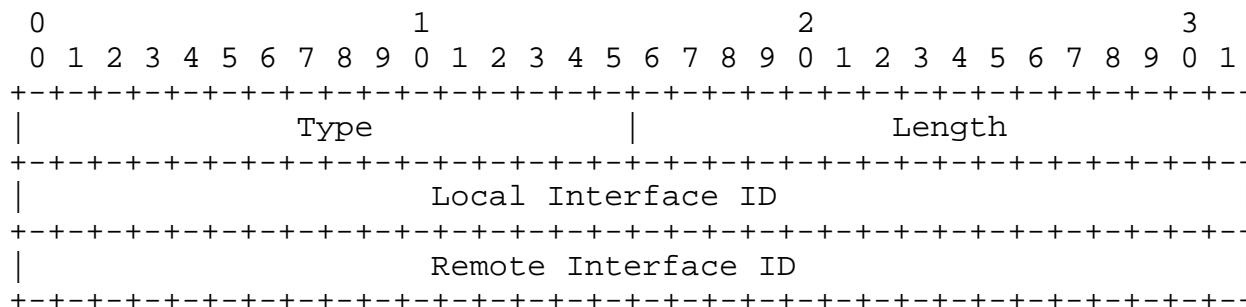 0                   1                   2                   3
 0 1 2 3 4 5 6 7 8 9 0 1 2 3 4 5 6 7 8 9 0 1 2 3 4 5 6 7 8 9 0 1
+-+-+-+-+-+-+-+-+-+-+-+-+-+-+-+-+-+-+-+-+-+-+-+-+-+-+-+-+-+-+-+--
|              Type             |             Length
+-+-+-+-+-+-+-+-+-+-+-+-+-+-+-+-+-+-+-+-+-+-+-+-+-+-+-+-+-+-+-+--
|                     Local Interface ID
+-+-+-+-+-+-+-+-+-+-+-+-+-+-+-+-+-+-+-+-+-+-+-+-+-+-+-+-+-+-+-+--
|                     Remote Interface ID
+-+-+-+-+-+-+-+-+-+-+-+-+-+-+-+-+-+-+-+-+-+-+-+-+-+-+-+-+-+-+-+--